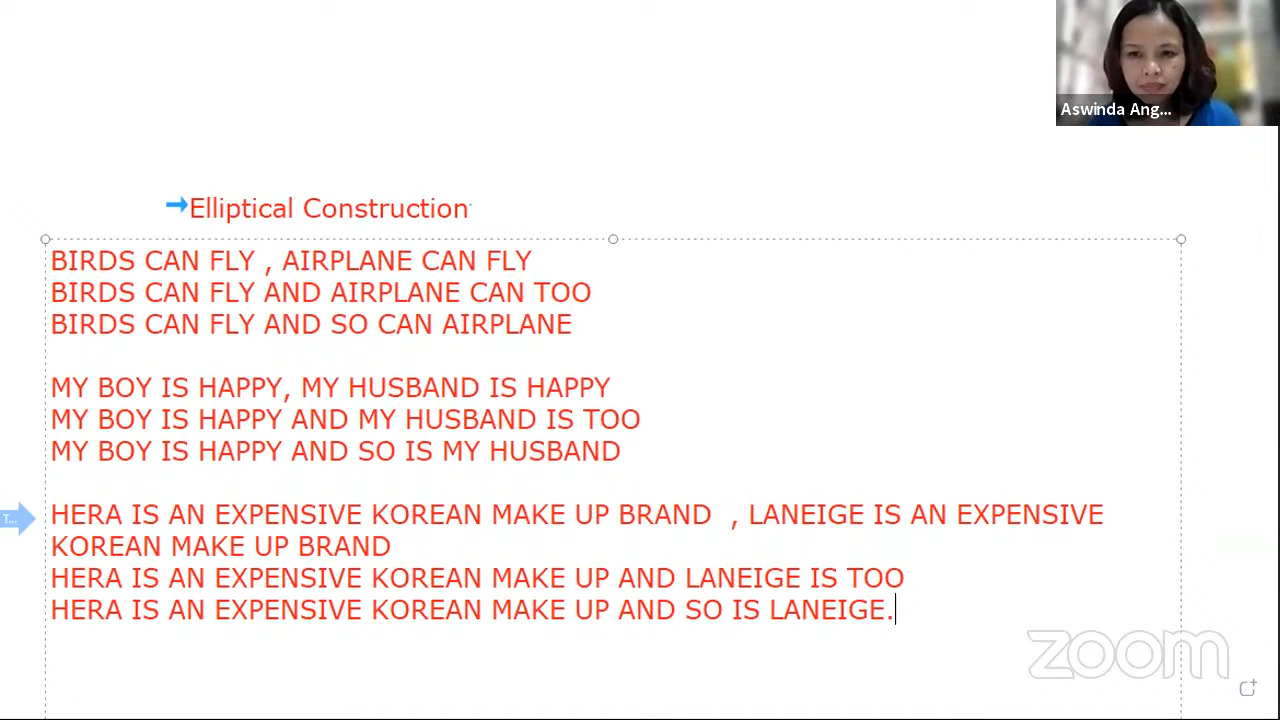 Aswinda Ang...
Elliptical Construction
BIRDS CAN FLY , AIRPLANE CAN FLY
BIRDS CAN FLY AND AIRPLANE CAN TOO
BIRDS CAN FLY AND SO CAN AIRPLANE
MY BOY IS HAPPY, MY HUSBAND IS HAPPY
MY BOY IS HAPPY AND MY HUSBAND IS TOO
MY BOY IS HAPPY AND SO IS MY HUSBAND
T...
HERA IS AN EXPENSIVE KOREAN MAKE UP BRAND , LANEIGE IS AN EXPENSIVE
KOREAN MAKE UP BRAND
HERA IS AN EXPENSIVE KOREAN MAKE UP AND LANEIGE IS TOO
HERA IS AN EXPENSIVE KOREAN MAKE UP AND SO IS LANEIGE.
zoom